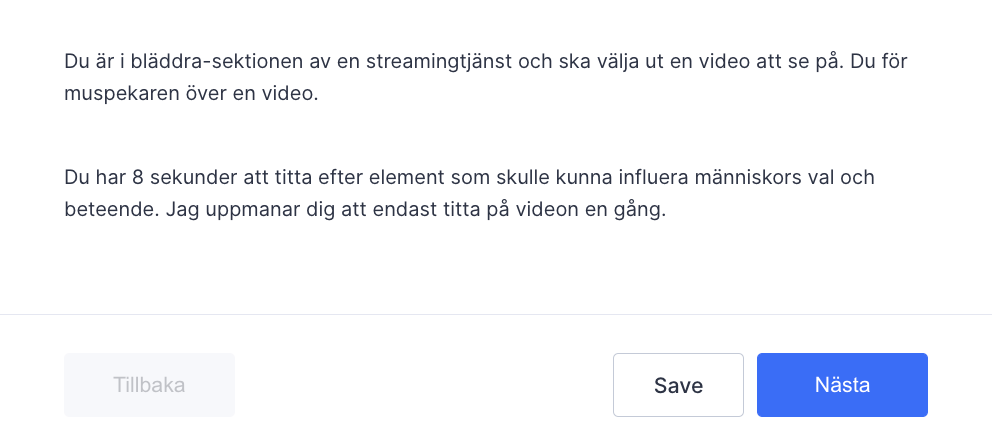 Du är i bläddra-sektionen av en streamingtjänst och ska välja ut en video att se på. Du för
muspekaren över en video.
Du har 8 sekunder att titta efter element som skulle kunna influera människors val och
beteende. Jag uppmanar dig att endast titta på videon en gång.
Tillbaka
Save
Nästa